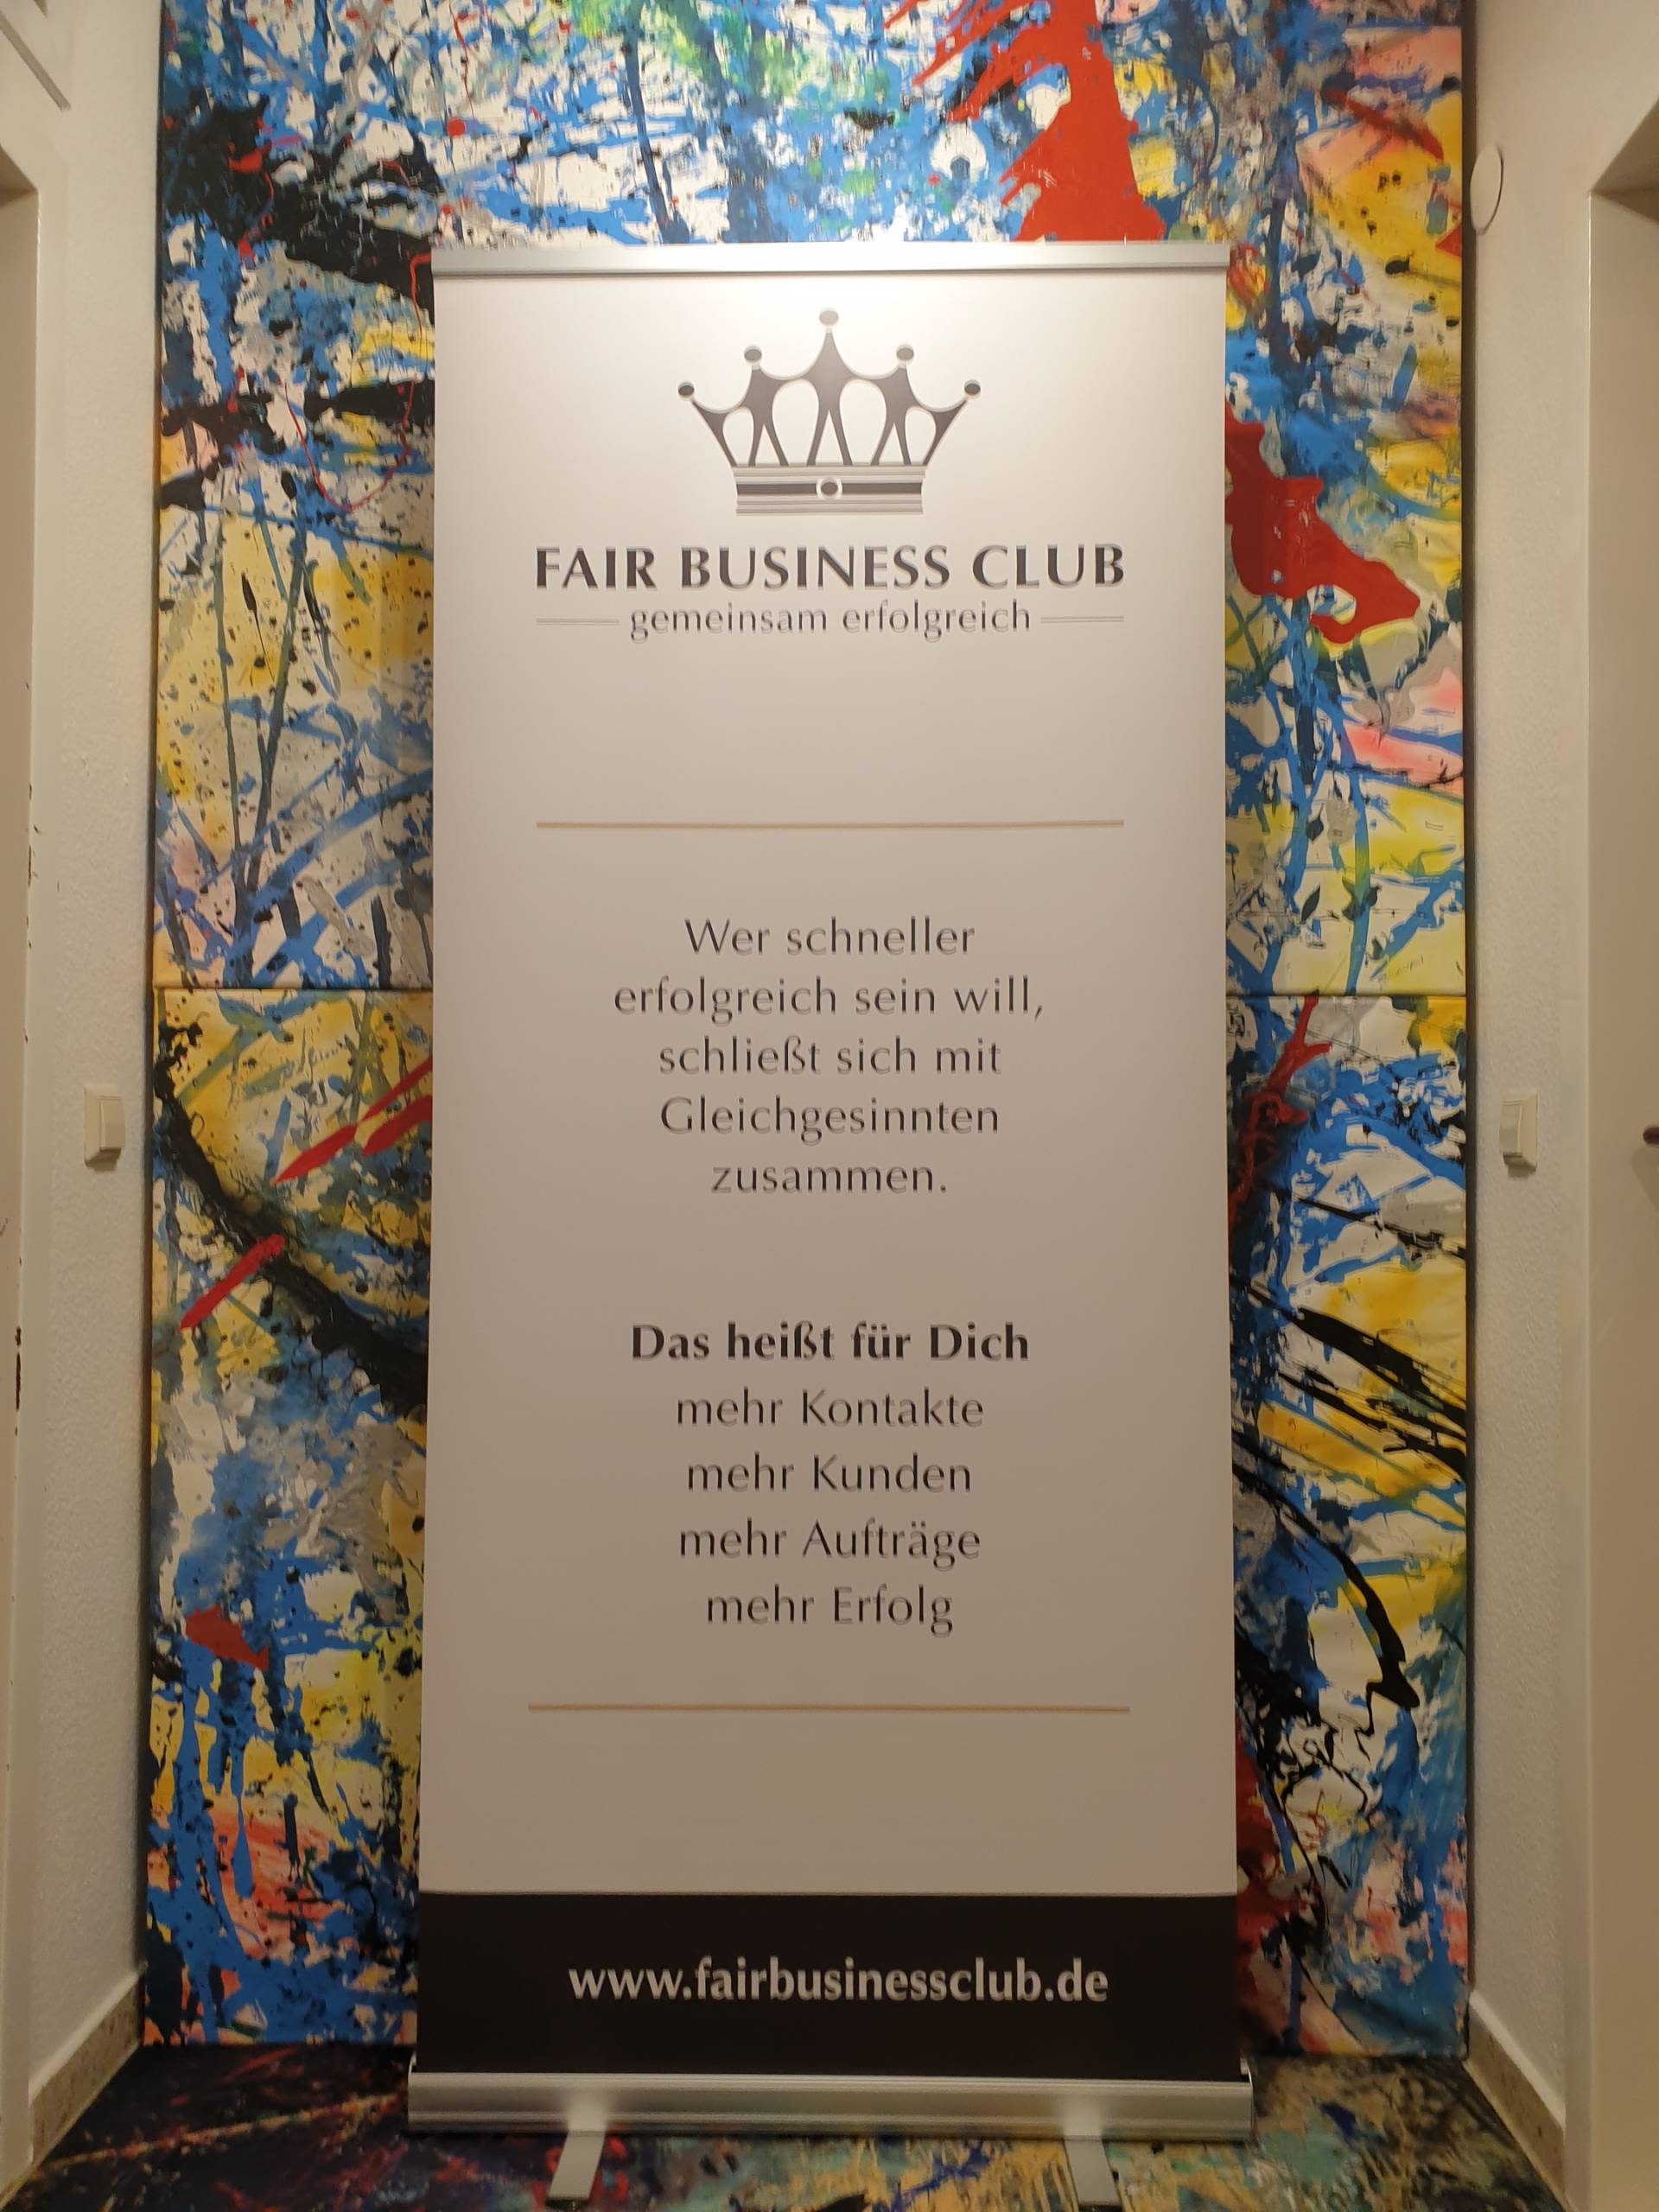 FAIR BUSINESS CLUB
gemeinsam erfolgreich
Wer schneller
erfolgreich sein will,
schließt sich mit
Gleichgesinnten
zusammen.
Das heißt für Dich
mehr Kontakte
mehr Kunden
mehr Aufträge
mehr Erfolg
www.fairbusinessclub.de